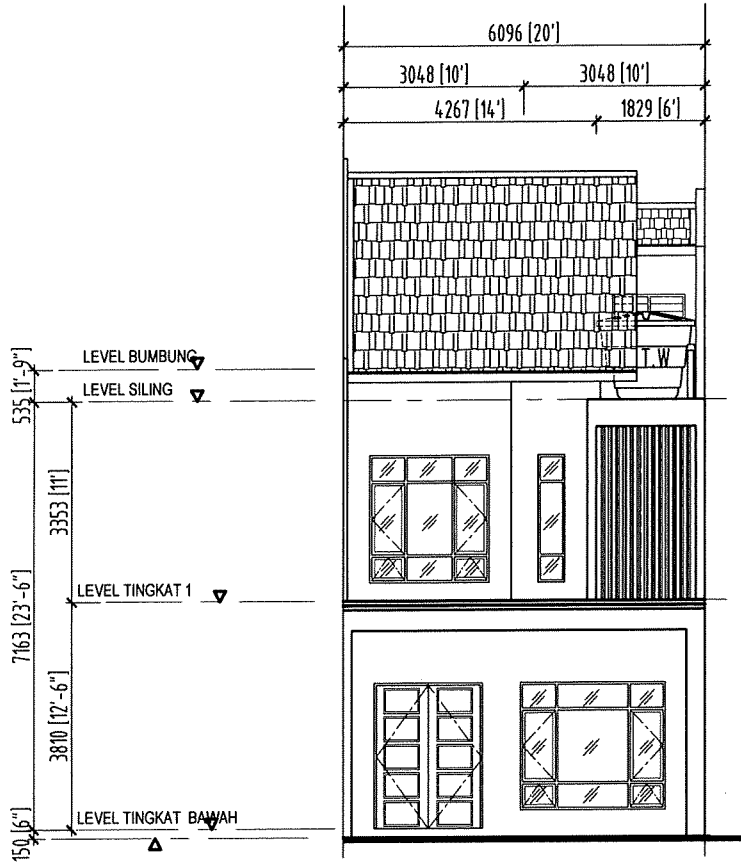 6096 [20']
3048 [10']
3048 [10']
4267 [14']
1829 [6']
LEVEL BUMBUNG
535 [1'-9"]
LEVEL SILING
T.W
3353 [11']
LEVEL TINGKAT 1
7163 [23'-6"]
3810 [12'-6"]
LEVEL TINGKAT BAWAH
150 [6"]